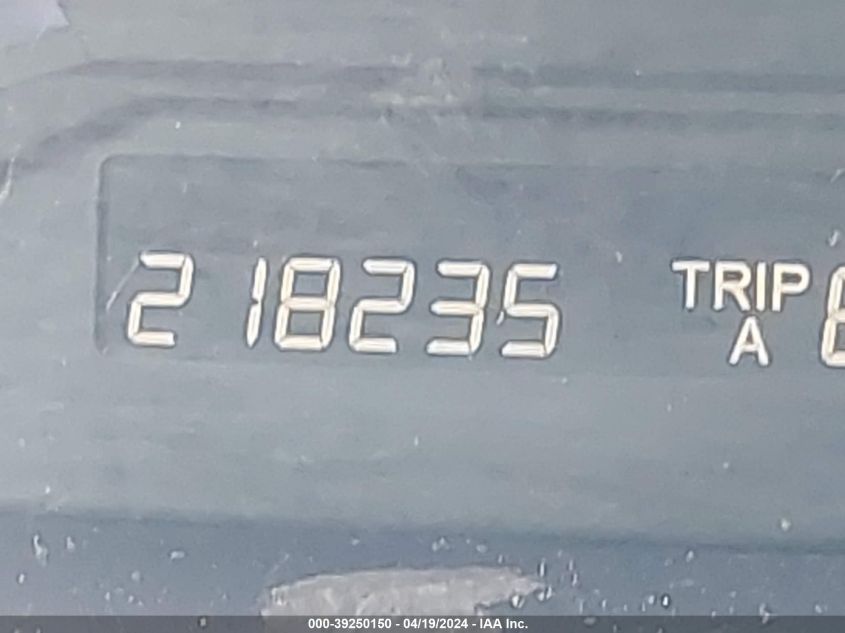 218235 TRIP
A
000-39250150 - 04/19/2024 - IAA Inc.